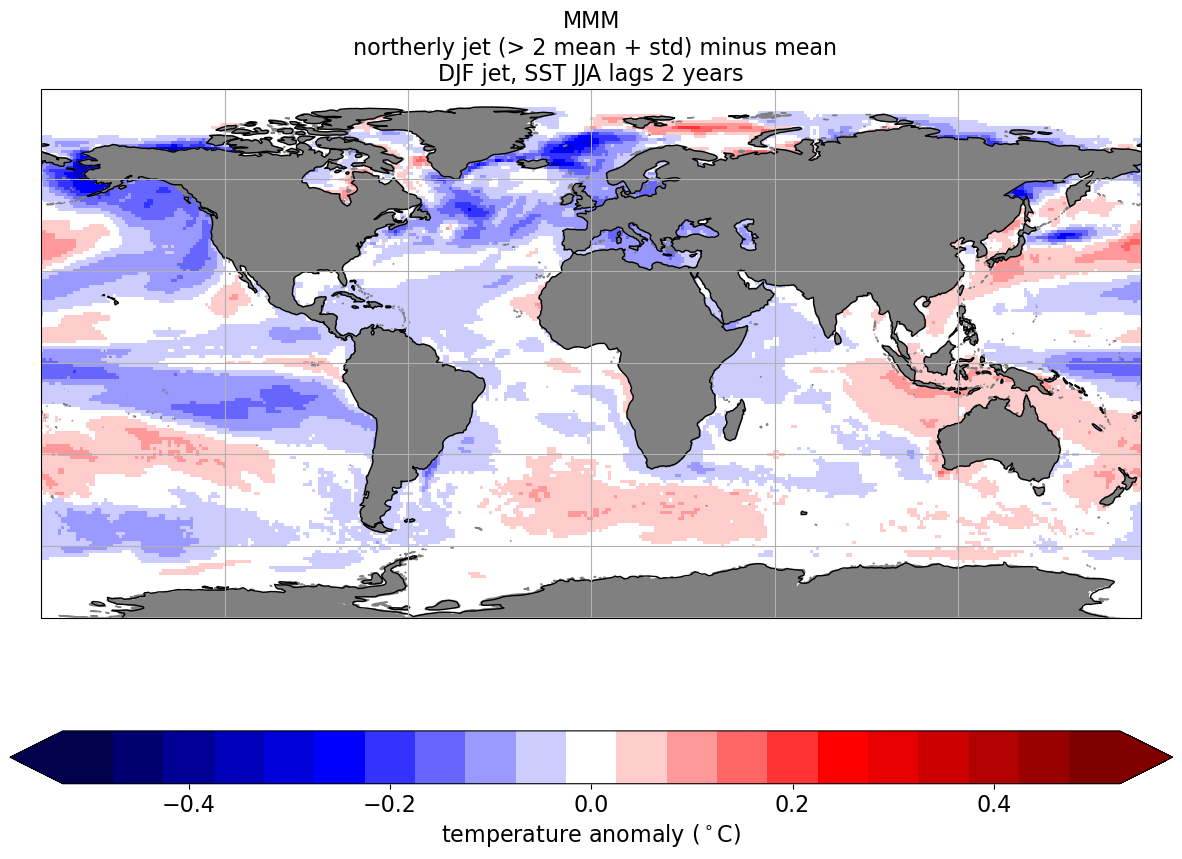 MMM
northerly jet (> 2 mean + std) minus mean
DJF jet, SST JJA lags 2 years
−0.4 −0.2 0.0 0.2 0.4
temperature anomaly (°C)